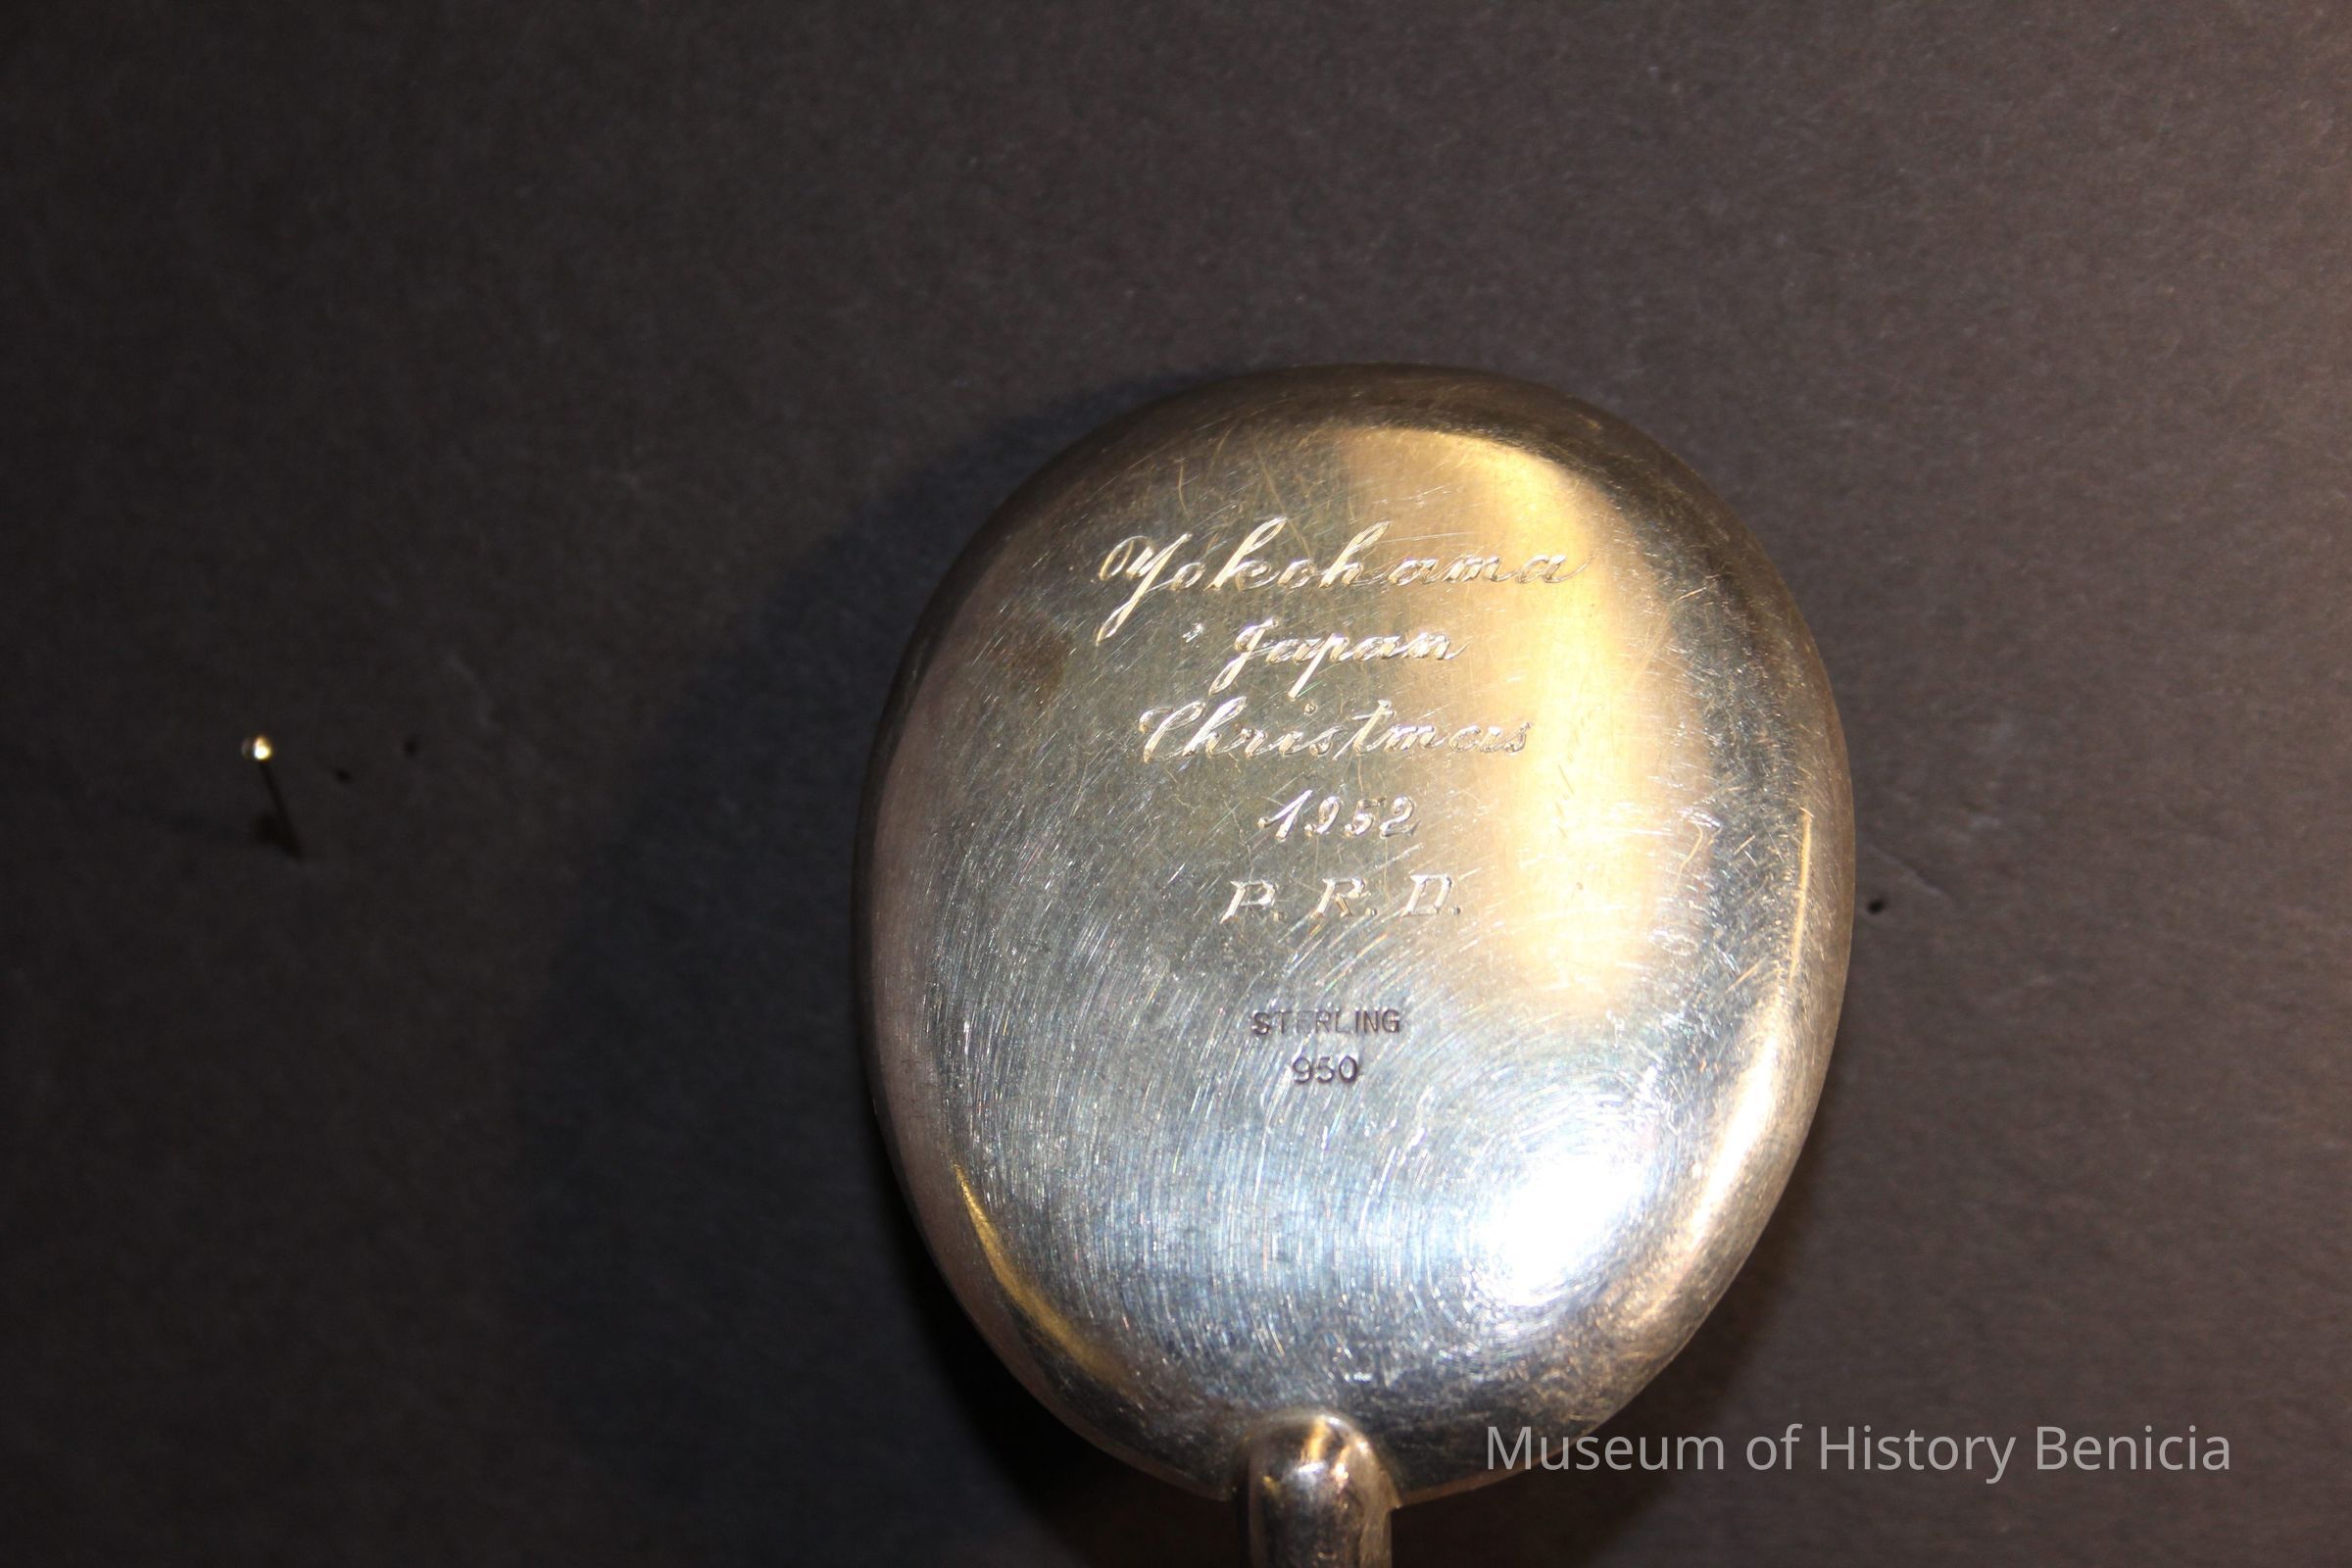 Yokohama
Japan
Christmas
1952
P. R. D.
STERLING
950
Museum of History Benicia